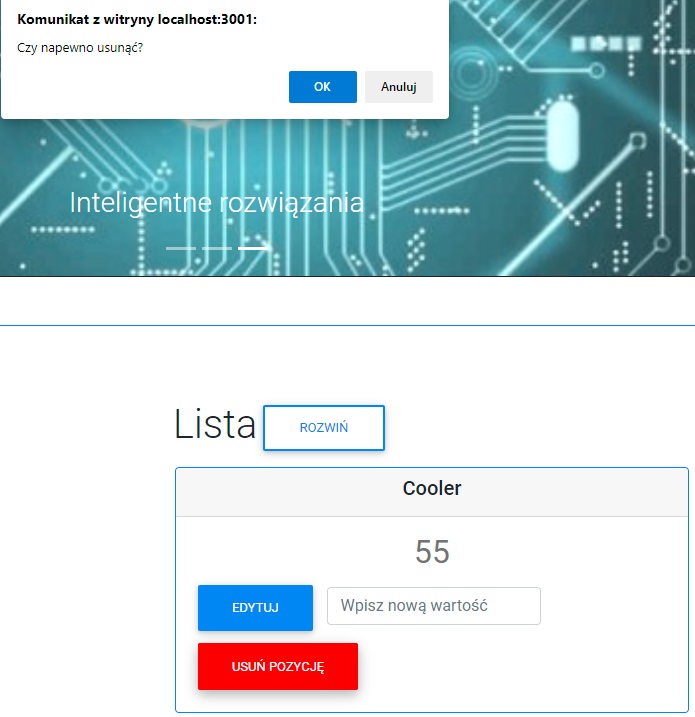 Komunikat z witryny localhost:3001:
Czy napewno usunąć?
OK Anuluj
Inteligentne rozwiązania
Lista ROZWIŃ
Cooler
55
EDYTUJ Wpisz nową wartość
USUŃ POZYCJĘ